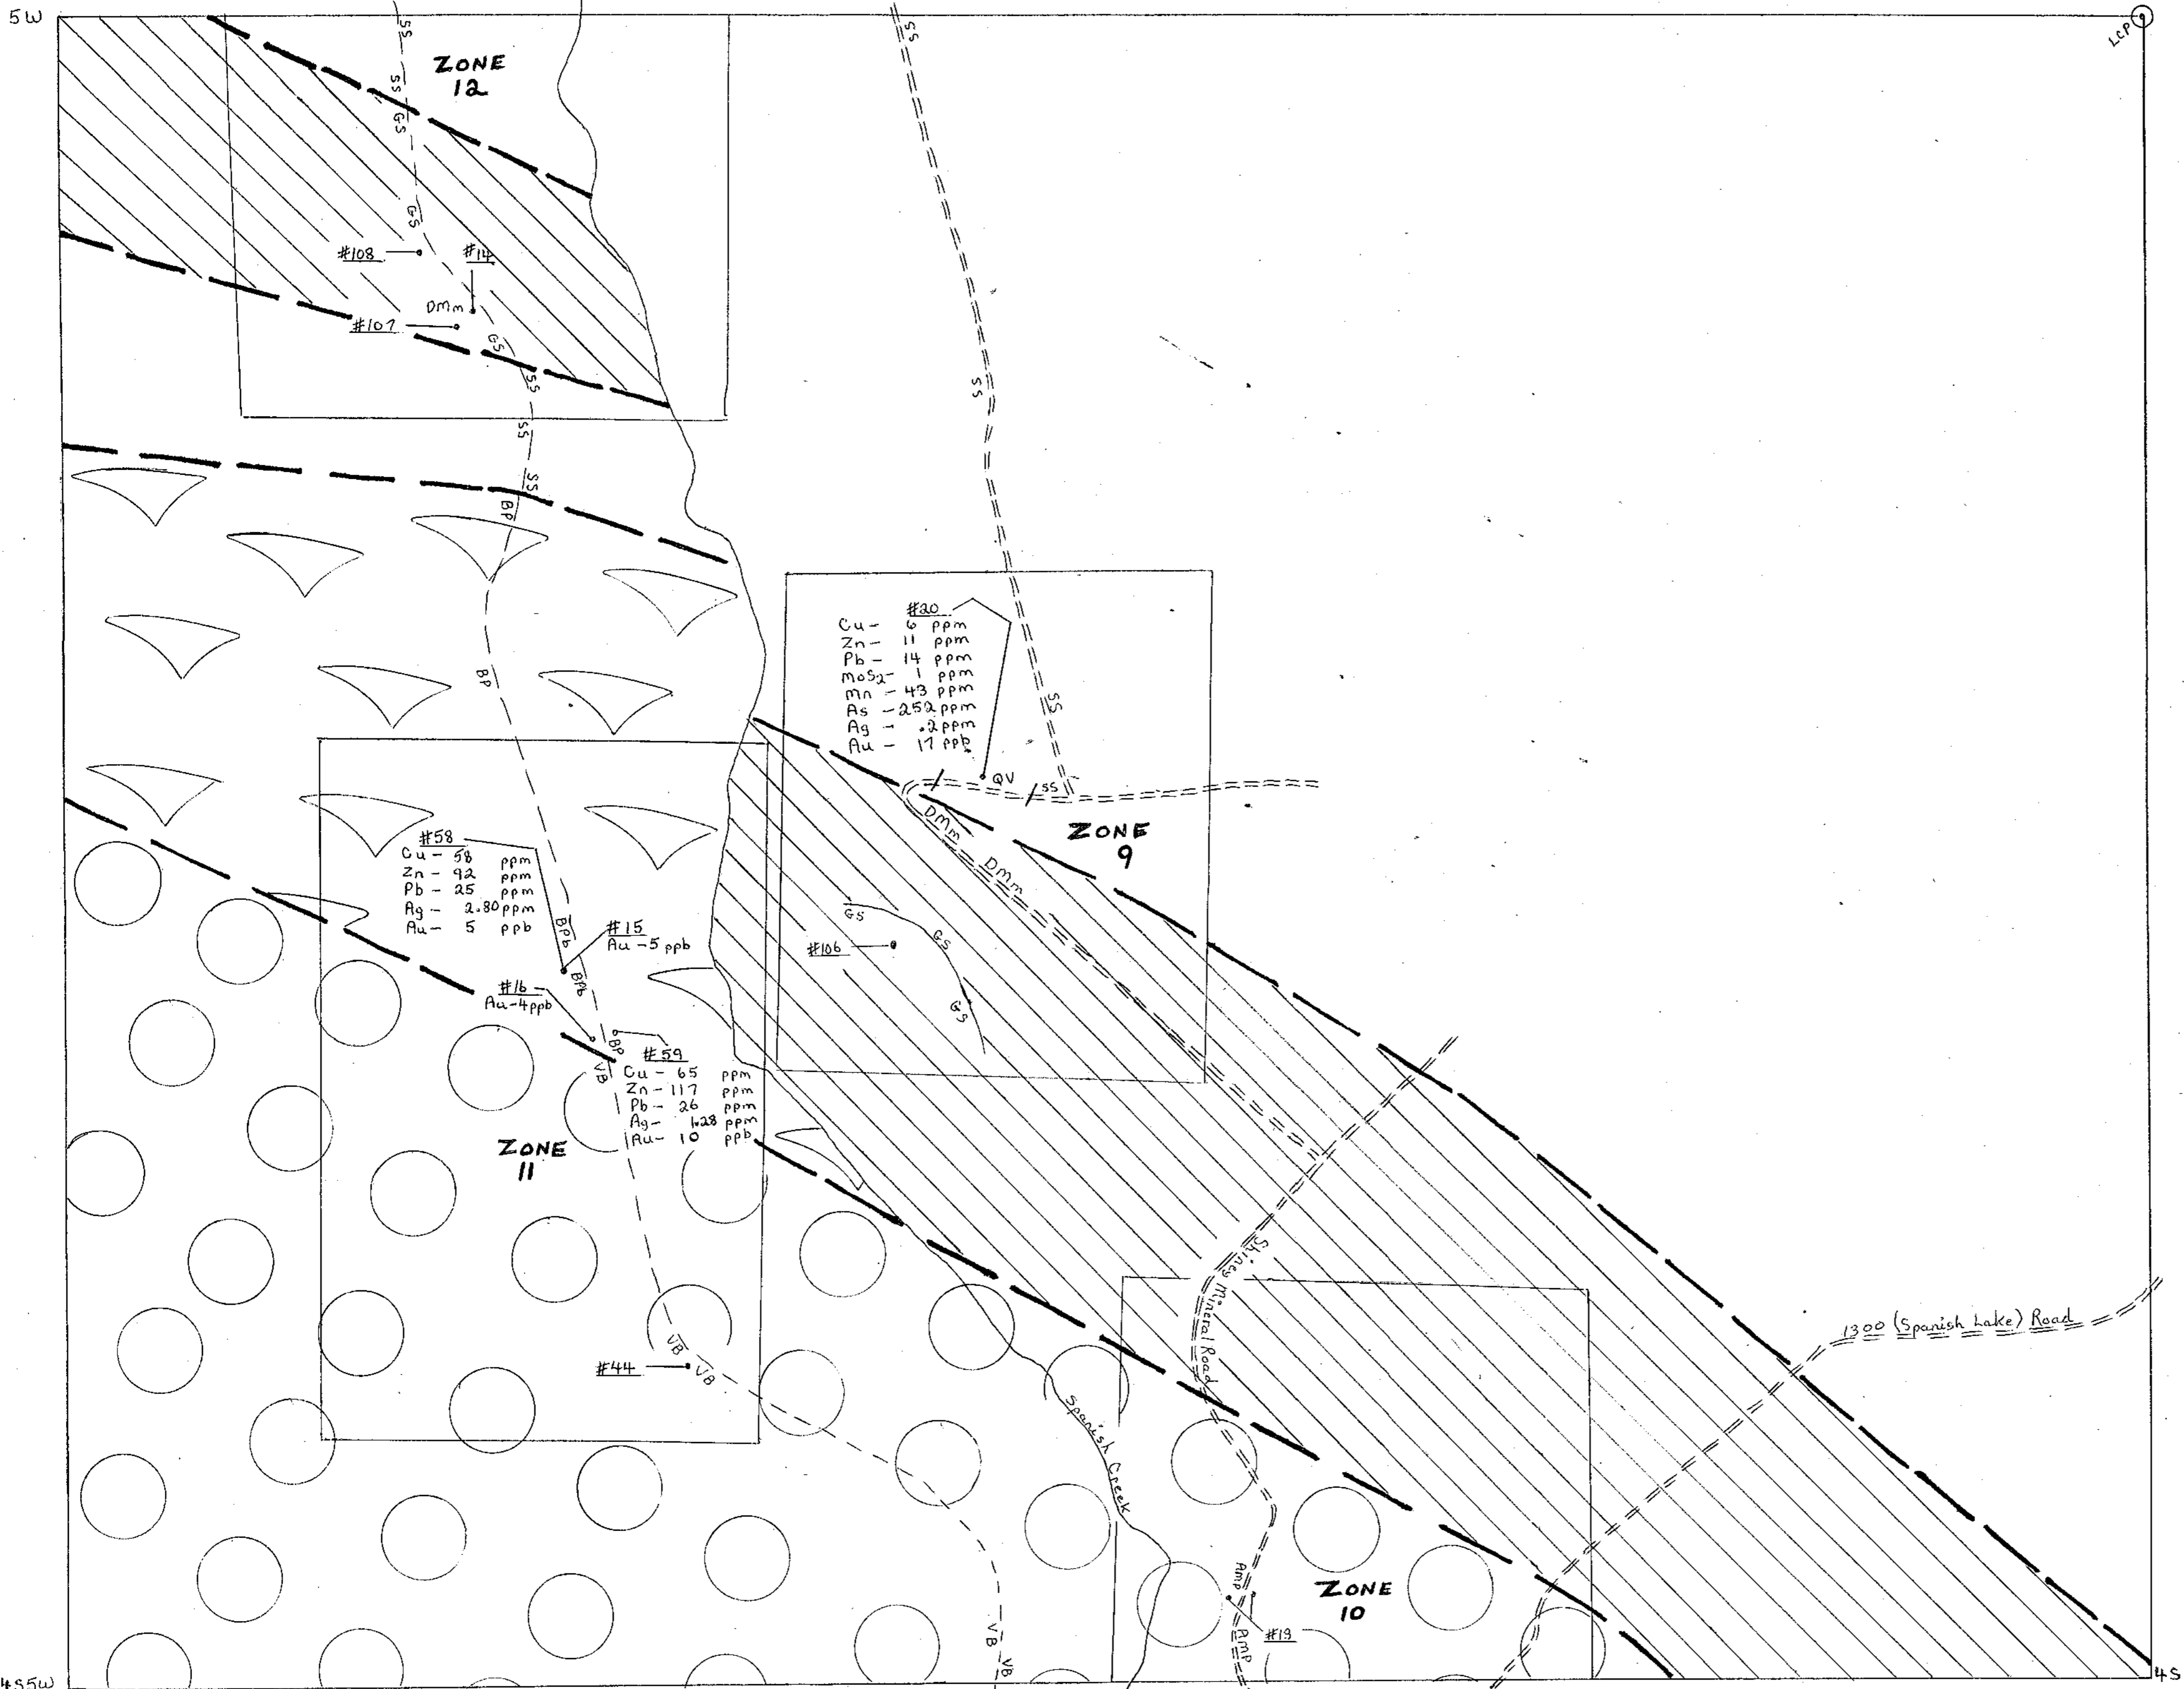 5W
LCP
SS
SS
ZONE
12
SS
GS
GS
#108
#14
DMm
#107
GS
SS
SS
SS
SS
BP
BP
#20
Cu - 6 ppm
Zn - 11 ppm
Pb - 14 ppm
MoS2 - 1 ppm
Mn - 43 ppm
As - 252 ppm
Ag - .2 ppm
Au - 17 ppb
SS
QV
SS
DMm
DMm
ZONE
9
#58
Cu - 58 ppm
Zn - 92 ppm
Pb - 25 ppm
Ag - 2.80 ppm
Au - 5 ppb
BPb
#15
Au - 5 ppb
BPb
#16
Au - 4 ppb
GS
GS
GS
#106
BP
VB
#59
Cu - 65 ppm
Zn - 117 ppm
Pb - 26 ppm
Ag - 1.28 ppm
Au - 10 ppb
ZONE
11
Shiney Mineral Road
1300 (Spanish Lake) Road
VB
VB
#44
Spanish Creek
Amp
ZONE
10
#19
AMP
VB
VB
4S5W
4S